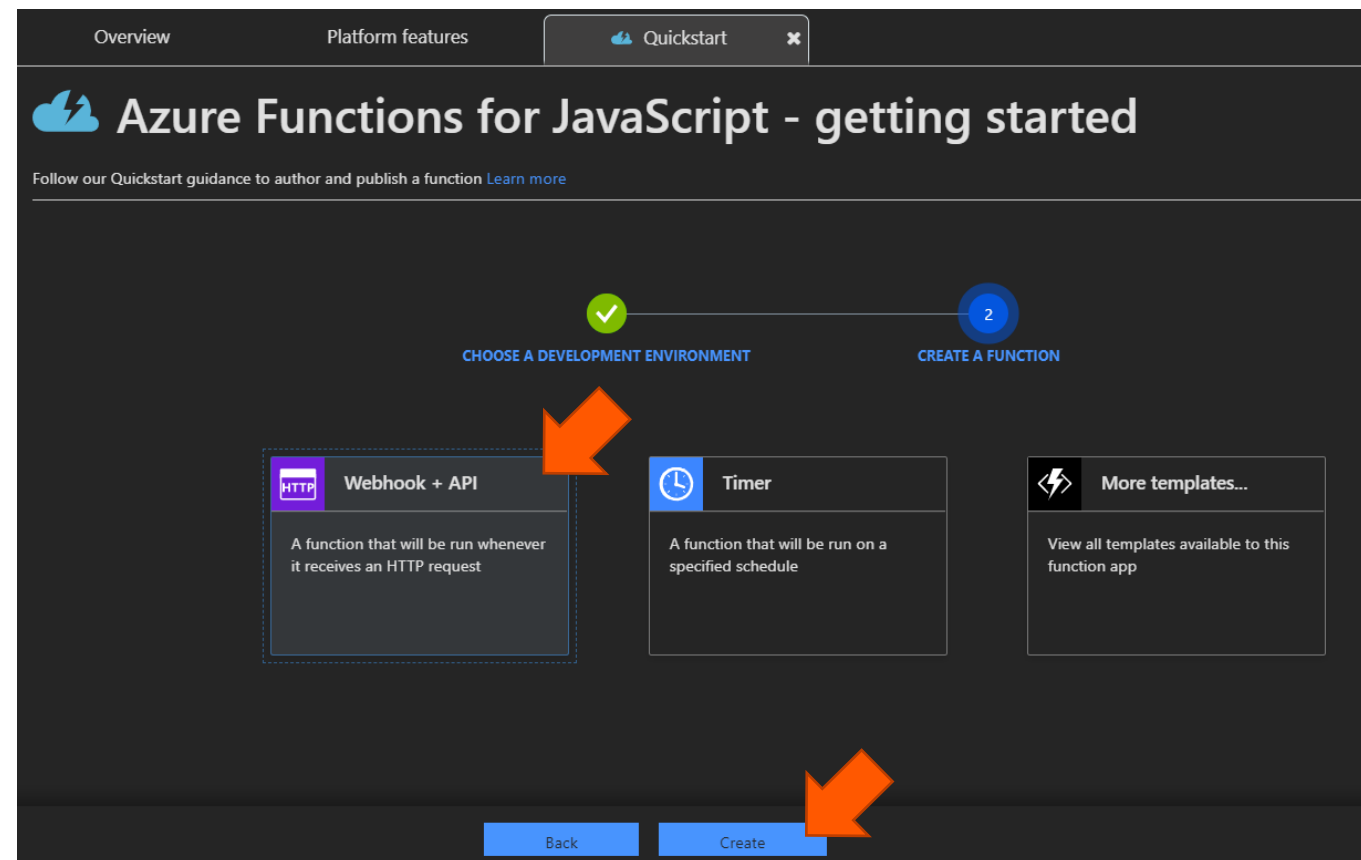 Overview Platform features Quickstart
Azure Functions for JavaScript - getting started
Follow our Quickstart guidance to author and publish a function Learn more
2
CHOOSE A DEVELOPMENT ENVIRONMENT CREATE A FUNCTION
HTTP Webhook + API
A function that will be run whenever
it receives an HTTP request
Timer
A function that will be run on a
specified schedule
More templates...
View all templates available to this
function app
Back Create